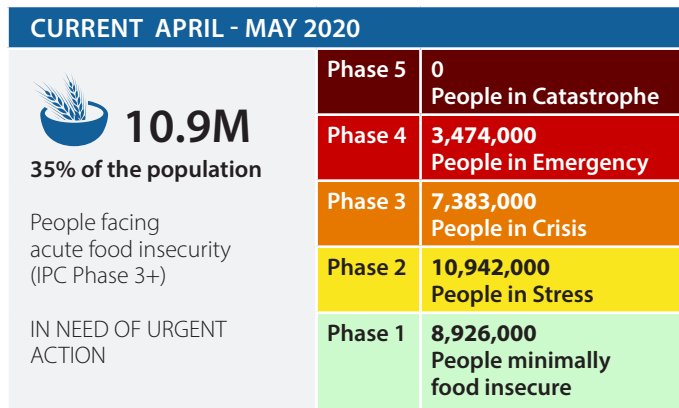 CURRENT APRIL - MAY 2020
10.9M
35% of the population
People facing
acute food insecurity
(IPC Phase 3+)
IN NEED OF URGENT
ACTION
Phase 5
0
People in Catastrophe
Phase 4
3,474,000
People in Emergency
Phase 3
7,383,000
People in Crisis
Phase 2
10,942,000
People in Stress
Phase 1
8,926,000
People minimally
food insecure